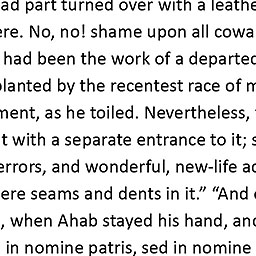 ad part turned over with a leathe
ere. No, no! shame upon all cowa
had been the work of a departed
planted by the recentest race of m
ment, as he toiled. Nevertheless,
t with a separate entrance to it; s
errors, and wonderful, new-life ad
ere seams and dents in it.” “And
, when Ahab stayed his hand, and
in nomine patris, sed in nomine